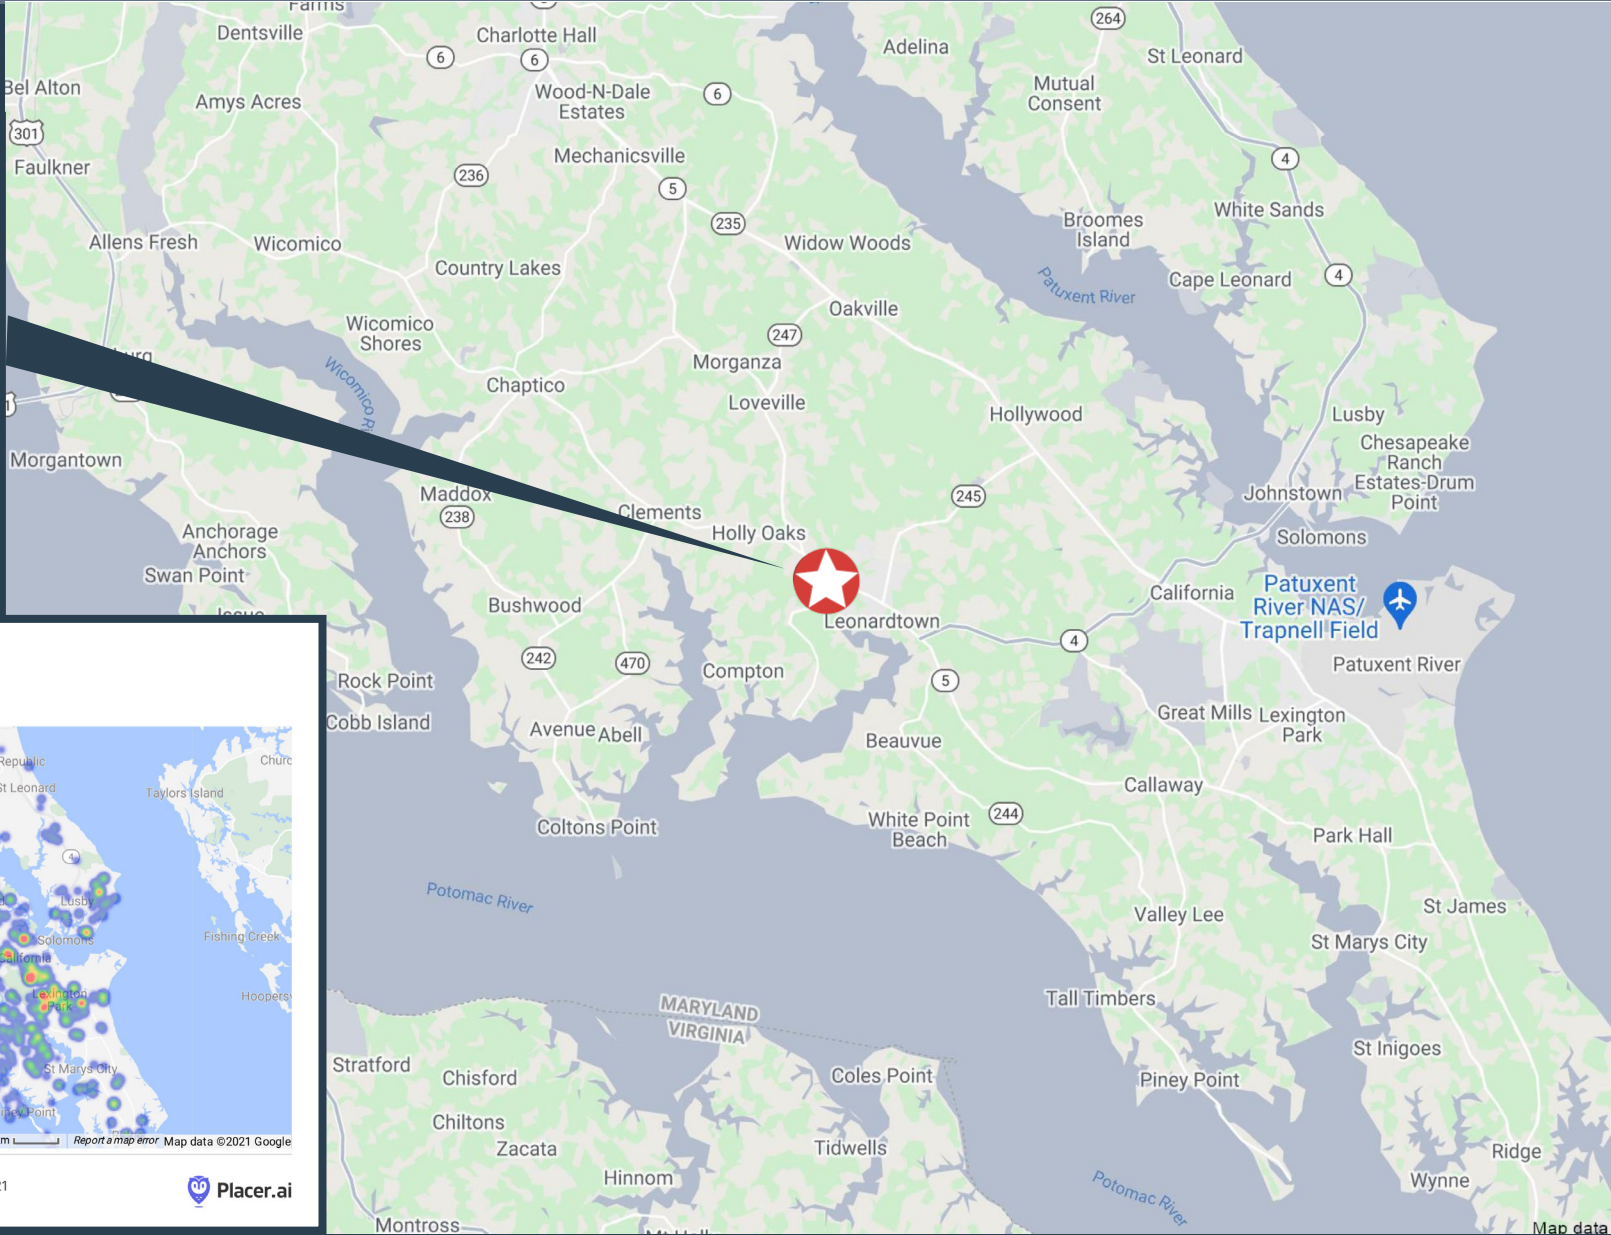 Farms
Dentsville
Charlotte Hall
264
Adelina
St Leonard
6
6
Bel Alton
Amys Acres
Wood-N-Dale
Estates
6
Mutual
Consent
301
Faulkner
Mechanicsville
4
236
5
235
White Sands
Broomes
Island
Allens Fresh
Wicomico
Widow Woods
Country Lakes
Patuxent River
Cape Leonard
4
Oakville
Wicomico
Shores
247
Morganza
Wicomico
Chaptico
Loveville
Hollywood
Lusby
Chesapeake
Ranch
Estates-Drum
Point
Morgantown
Maddox
238
245
Johnstown
Clements
Holly Oaks
Anchorage
Anchors
Solomons
Swan Point
Patuxent
River NAS/
Trapnell Field
California
Bushwood
Leonardtown
4
242
470
Compton
Patuxent River
Rock Point
5
Cobb Island
Avenue
Abell
Great Mills
Lexington
Park
Beauvue
Callaway
Coltons Point
White Point
Beach
244
Park Hall
Potomac River
Valley Lee
St James
St Marys City
Tall Timbers
MARYLAND
VIRGINIA
St Inigoes
Stratford
Chisford
Coles Point
Piney Point
Chiltons
Zacata
Tidwells
Ridge
Hinnom
Wynne
Potomac River
Montross
Map data
Republic
St Leonard
Taylors Island
4
Lusby
Solomons
California
Fishing Creek
Lexington
Park
St Marys City
Report a map error
Map data ©2021 Google
Placer.ai